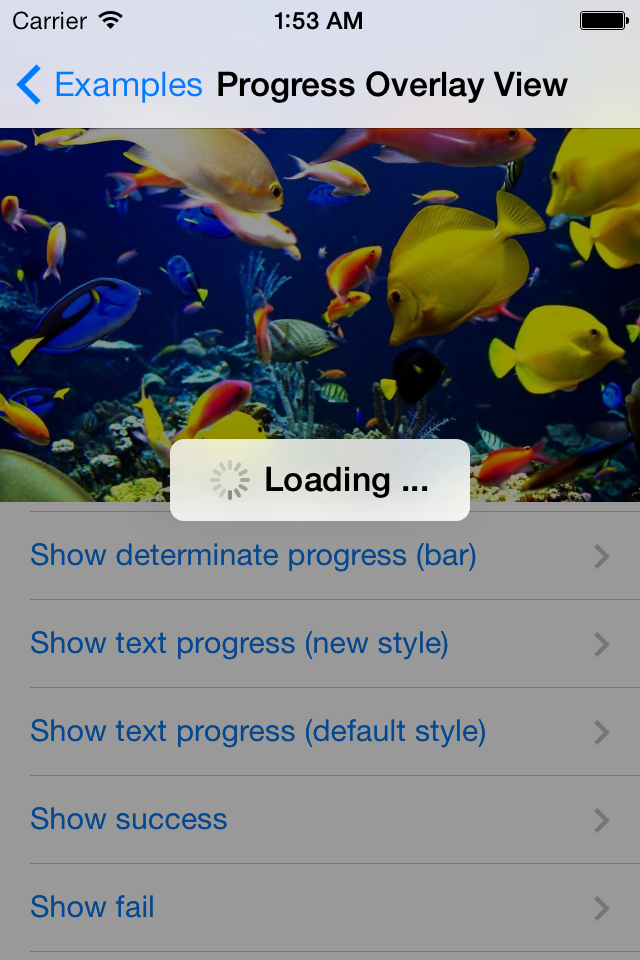 Carrier 1:53 AM
Examples Progress Overlay View
Loading ...
Show determinate progress (bar)
Show text progress (new style)
Show text progress (default style)
Show success
Show fail